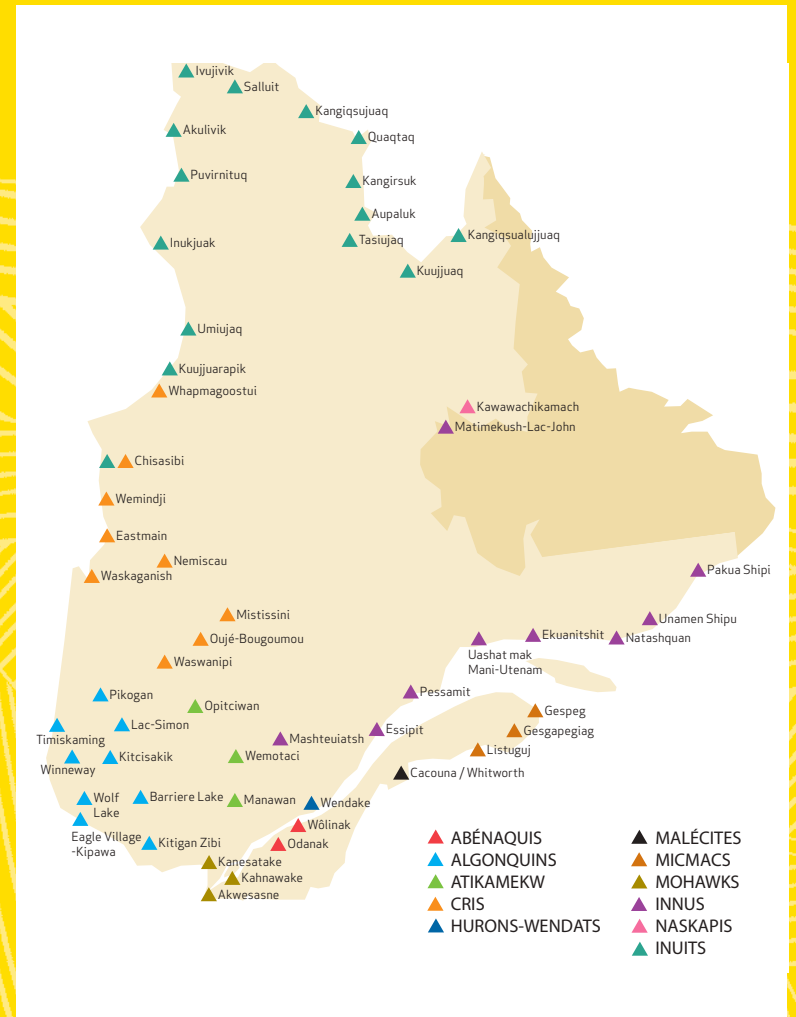 Ivujivik
Salluit
Kangiqsujuaq
Akulivik
Quaqtaq
Puvirnituq
Kangirsuk
Aupaluk
Inukjuak
Tasiujaq
Kangiqsualujjuaq
Kuujjuaq
Umiujaq
Kuujjuarapik
Whapmagoostui
Kawawachikamach
Matimekush-Lac-John
Chisasibi
Wemindji
Eastmain
Nemiscau
Waskaganish
Pakua Shipi
Mistissini
Unamen Shipu
Oujé-Bougoumou
Ekuanitshit
Natashquan
Uashat mak
Mani-Utenam
Waswanipi
Pikogan
Pessamit
Opitciwan
Gespeg
Lac-Simon
Essipit
Gesgapegiag
Timiskaming
Mashteuiatsh
Listuguj
Kitcisakik
Wemotaci
Winneway
Cacouna / Whitworth
Wolf
Lake
Barriere Lake
Manawan
Wendake
Eagle Village
-Kipawa
Wôlinak
Kitigan Zibi
Odanak
Kanesatake
Kahnawake
Akwesasne
ABÉNAQUIS
ALGONQUINS
ATIKAMEKW
CRIS
HURONS-WENDATS
MALÉCITES
MICMACS
MOHAWKS
INNUS
NASKAPIS
INUITS